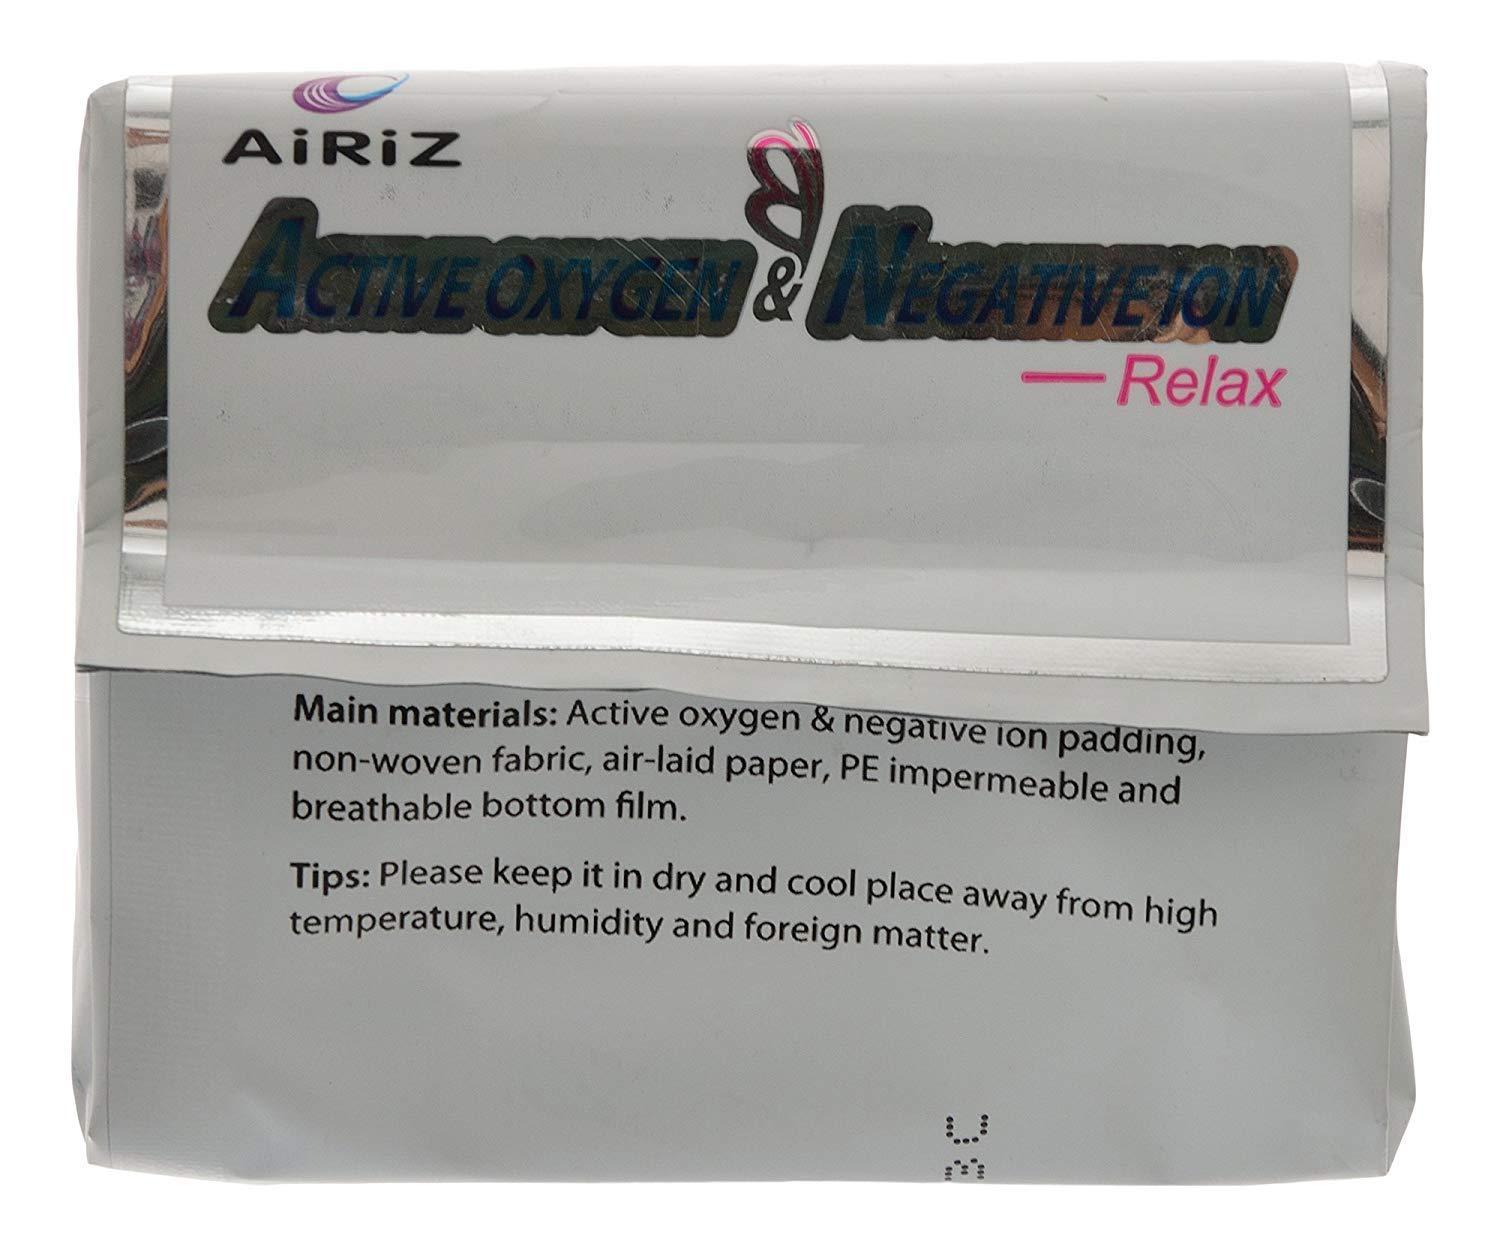 AiRiZ
ACTIVE OXYGEN & NEGATIVE ION
—Relax
Main materials: Active oxygen & negative ion padding,
non-woven fabric, air-laid paper, PE impermeable and
breathable bottom film.
Tips: Please keep it in dry and cool place away from high
temperature, humidity and foreign matter.